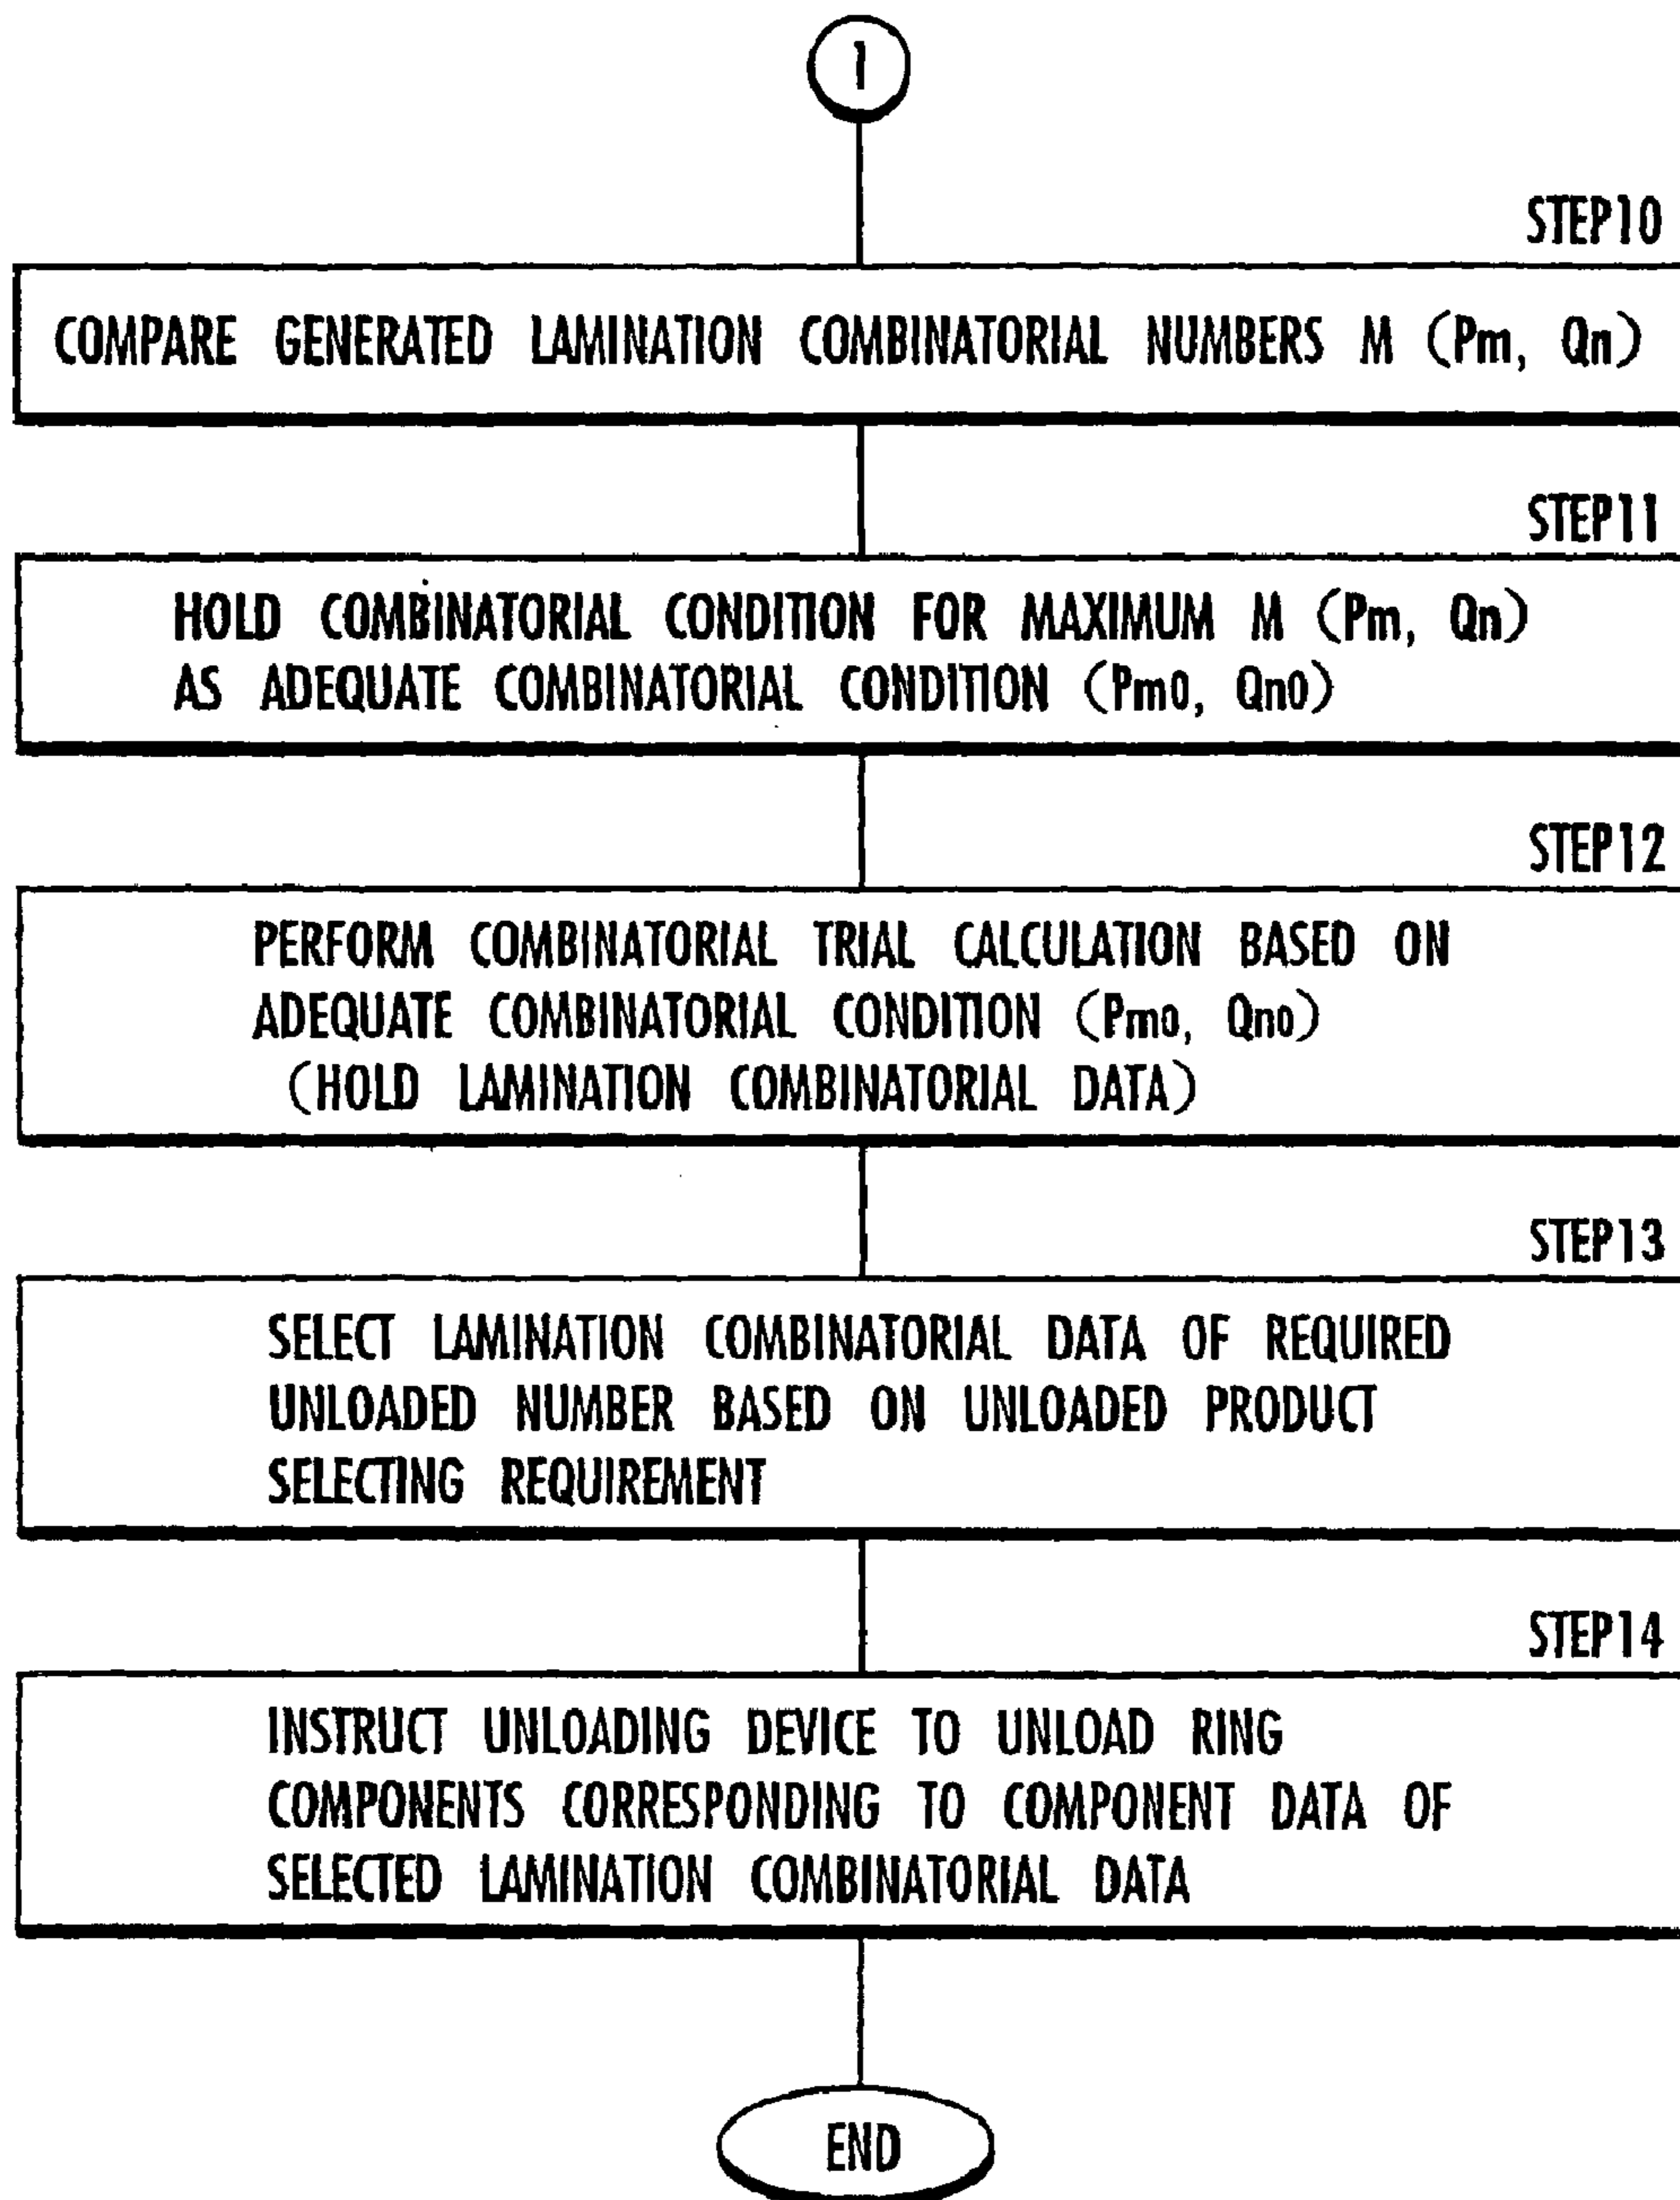 1
STEP10
COMPARE GENERATED LAMINATION COMBINATORIAL NUMBERS M (Pm, Qn)
STEP11
HOLD COMBINATORIAL CONDITION FOR MAXIMUM M (Pm, Qn)
AS ADEQUATE COMBINATORIAL CONDITION (Pm0, Qn0)
STEP12
PERFORM COMBINATORIAL TRIAL CALCULATION BASED ON
ADEQUATE COMBINATORIAL CONDITION (Pm0, Qn0)
(HOLD LAMINATION COMBINATORIAL DATA)
STEP13
SELECT LAMINATION COMBINATORIAL DATA OF REQUIRED
UNLOADED NUMBER BASED ON UNLOADED PRODUCT
SELECTING REQUIREMENT
STEP14
INSTRUCT UNLOADING DEVICE TO UNLOAD RING
COMPONENTS CORRESPONDING TO COMPONENT DATA OF
SELECTED LAMINATION COMBINATORIAL DATA
END